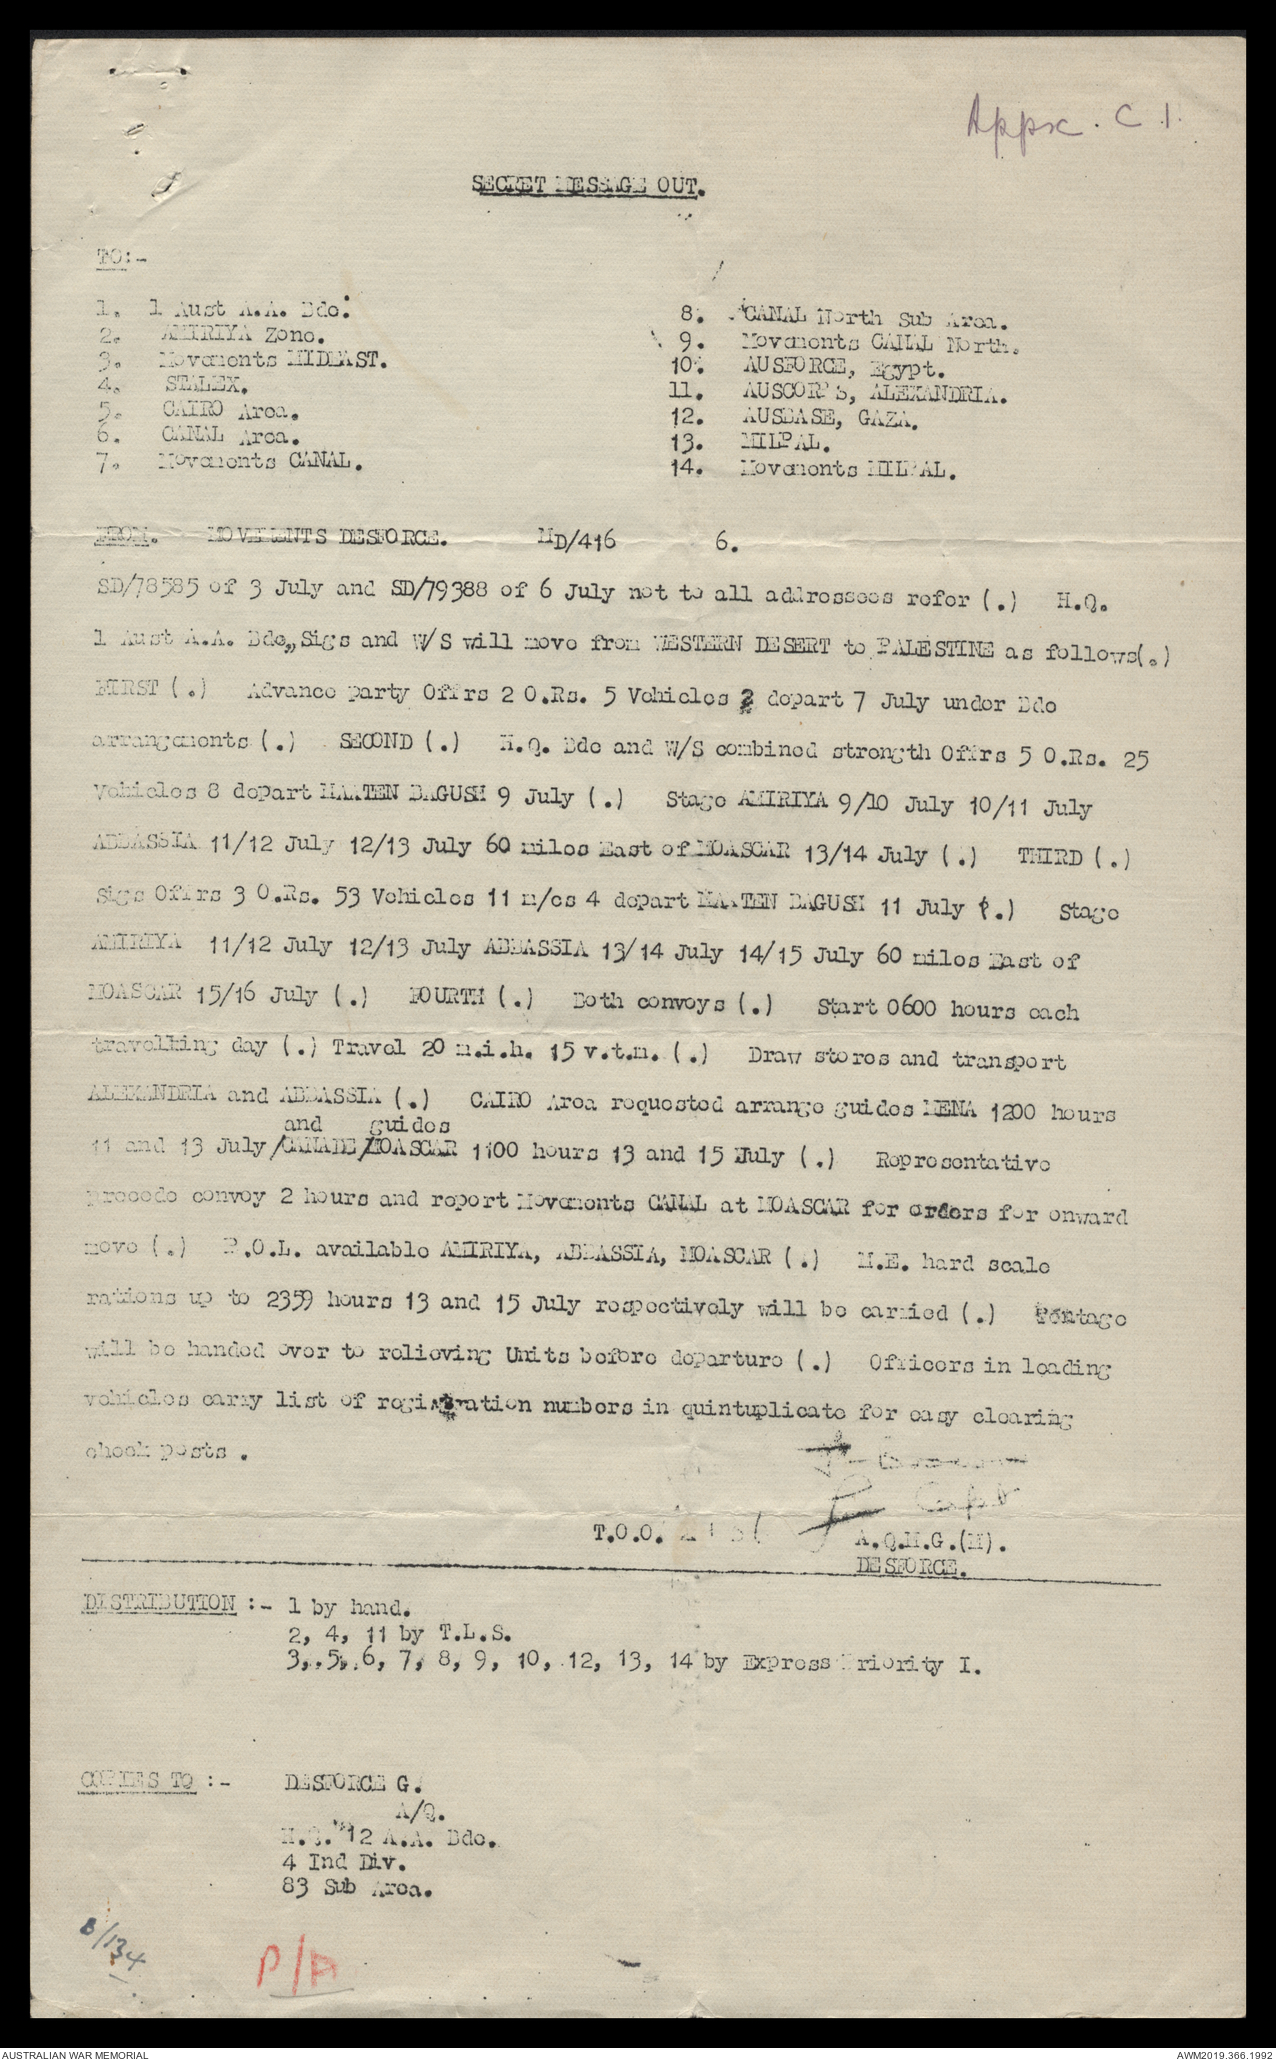 Appx. C 1.
SECRET MESSAGE OUT.
TO:-
1. 1 Aust A.A. Bde.
2. AMIRIYA Zone.
3. Movements MIDEAST.
4. STALEX.
5. CAIRO Area.
6. CANAL Area.
7. Movements CANAL.
8. CANAL North Sub Area.
9. Movements CANAL North.
10. AUSFORCE, Egypt.
11. AUSCORPS, ALEXANDRIA.
12. AUSBASE, GAZA.
13. MILPAL.
14. Movements MILPAL.
FROM. MOVEMENTS DESFORCE. MD/416 6.
SD/78585 of 3 July and SD/79388 of 6 July not to all addressees refer (.) H.Q.
1 Aust A.A. Bde,, Sigs and W/S will move from WESTERN DESERT to PALESTINE as follows(.)
FIRST (.) Advance party Offrs 2 O.Rs. 5 Vehicles 2 depart 7 July under Bde
arrangements (.) SECOND (.) H.Q. Bde and W/S combined strength Offrs 5 O.Rs. 25
Vehicles 8 depart MAATEN BAGUSH 9 July (.) Stage AMIRIYA 9/10 July 10/11 July
ABBASSIA 11/12 July 12/13 July 60 miles East of MOASCAR 13/14 July (.) THIRD (.)
Sigs Offrs 3 O.Rs. 53 Vehicles 11 m/cs 4 depart MAATEN BAGUSH 11 July (.) Stage
AMIRIYA 11/12 July 12/13 July ABBASSIA 13/14 July 14/15 July 60 miles East of
MOASCAR 15/16 July (.) FOURTH (.) Both convoys (.) Start 0600 hours each
travelling day (.) Travel 20 m.i.h. 15 v.t.m. (.) Draw stores and transport
ALEXANDRIA and ABBASSIA (.) CAIRO Area requested arrange guides MENA 1200 hours
and guides
11 and 13 July /CANADE /MOASCAR 1100 hours 13 and 15 July (.) Representative
precede convoy 2 hours and report Movements CANAL at MOASCAR for orders for onward
move (.) P.O.L. available AMIRIYA, ABBASSIA, MOASCAR (.) M.E. hard scale
rations up to 2359 hours 13 and 15 July respectively will be carried (.) Tentage
will be handed over to relieving Units before departure (.) Officers in leading
vehicles carry list of registration numbers in quintuplicate for easy clearing
check posts .
Capt
T.O.O. A.Q.M.G.(M).
DESFORCE.
DISTRIBUTION :- 1 by hand.
2, 4, 11 by T.L.S.
3, 5, 6, 7, 8, 9, 10, 12, 13, 14 by Express Priority I.
COPIES TO :- DESFORCE G.
A/Q.
H.Q. 12 A.A. Bde.
4 Ind Div.
83 Sub Area.
8/134
P/A
AUSTRALIAN WAR MEMORIAL
AWM2019.366.1992